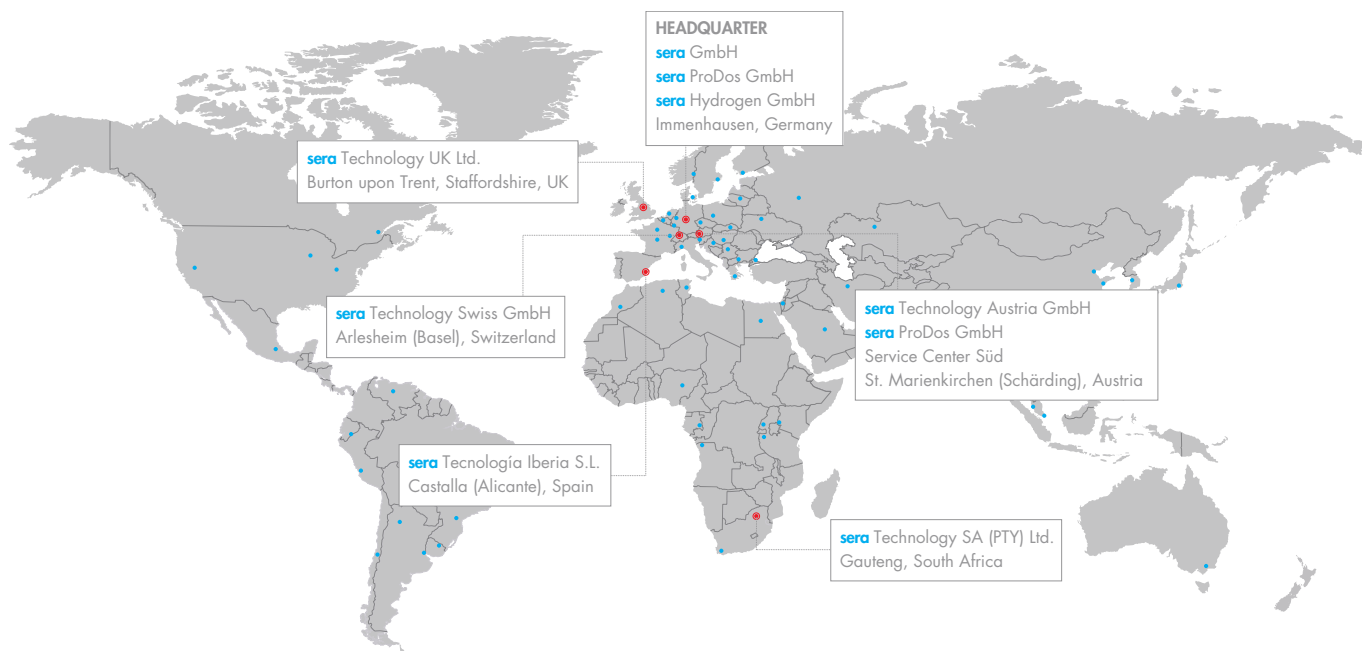 HEADQUARTER
sera GmbH
sera ProDos GmbH
sera Hydrogen GmbH
Immenhausen, Germany
sera Technology UK Ltd.
Burton upon Trent, Staffordshire, UK
sera Technology Swiss GmbH
Arlesheim (Basel), Switzerland
sera Technology Austria GmbH
sera ProDos GmbH
Service Center Süd
St. Marienkirchen (Schärding), Austria
sera Tecnología Iberia S.L.
Castalla (Alicante), Spain
sera Technology SA (PTY) Ltd.
Gauteng, South Africa